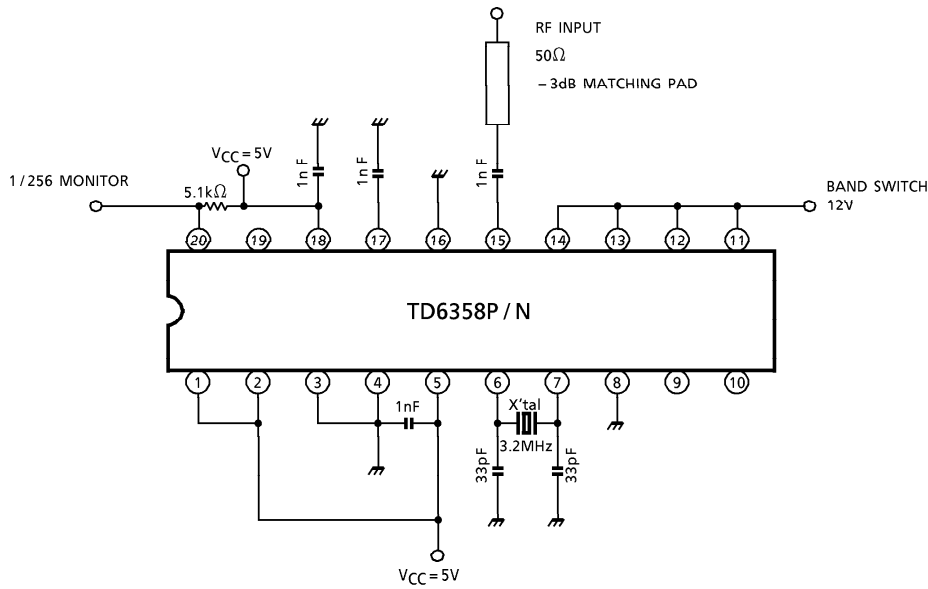 RF INPUT
50Ω
−3dB MATCHING PAD
VCC=5V
1nF
1nF
1nF
1/256 MONITOR
5.1kΩ
BAND SWITCH
12V
20 19 18 17 16 15 14 13 12 11
TD6358P/N
1 2 3 4 5 6 7 8 9 10
1nF
X'tal
3.2MHz
33pF
33pF
VCC=5V